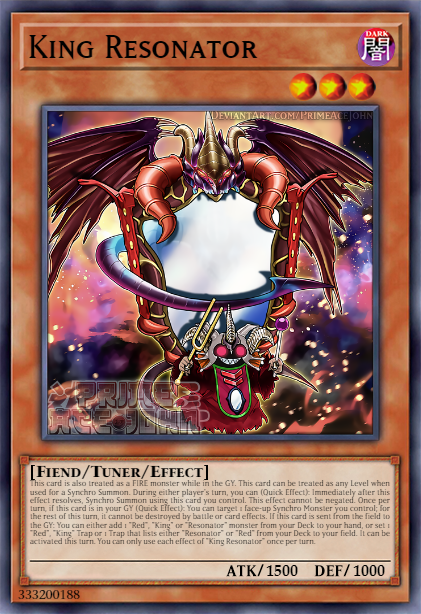 King Resonator
DARK
闇
DeviantArt.com/PrimeAceJohn
PRIME
ACE JOHN
[Fiend/Tuner/Effect]
This card is also treated as a FIRE monster while in the GY. This card can be treated as any Level when
used for a Synchro Summon. During either player's turn, you can (Quick Effect): Immediately after this
effect resolves, Synchro Summon using this card you control. This effect cannot be negated. Once per
turn, if this card is in your GY (Quick Effect): You can target 1 face-up Synchro Monster you control; for
the rest of this turn, it cannot be destroyed by battle or card effects. If this card is sent from the field to
the GY: You can either add 1 "Red", "King" or "Resonator" monster from your Deck to your hand, or set 1
"Red", "King" Trap or 1 Trap that lists either "Resonator" or "Red" from your Deck to your field. It can be
activated this turn. You can only use each effect of "King Resonator" once per turn.
ATK/1500 DEF/1000
333200188